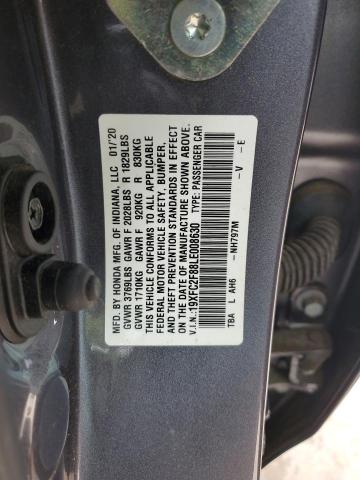 MFD. BY HONDA MFG. OF INDIANA, LLC 01/'20
GVWR 3769LBS GAWR F 2028LBS R 1829LBS
GVWR 1710KG GAWR F 920KG R 830KG
THIS VEHICLE CONFORMS TO ALL APPLICABLE
FEDERAL MOTOR VEHICLE SAFETY, BUMPER,
AND THEFT PREVENTION STANDARDS IN EFFECT
ON THE DATE OF MANUFACTURE SHOWN ABOVE.
V.I.N.:19XFC2F88LE008630 TYPE: PASSENGER CAR
-NH797M -V -E
TBA L AH6